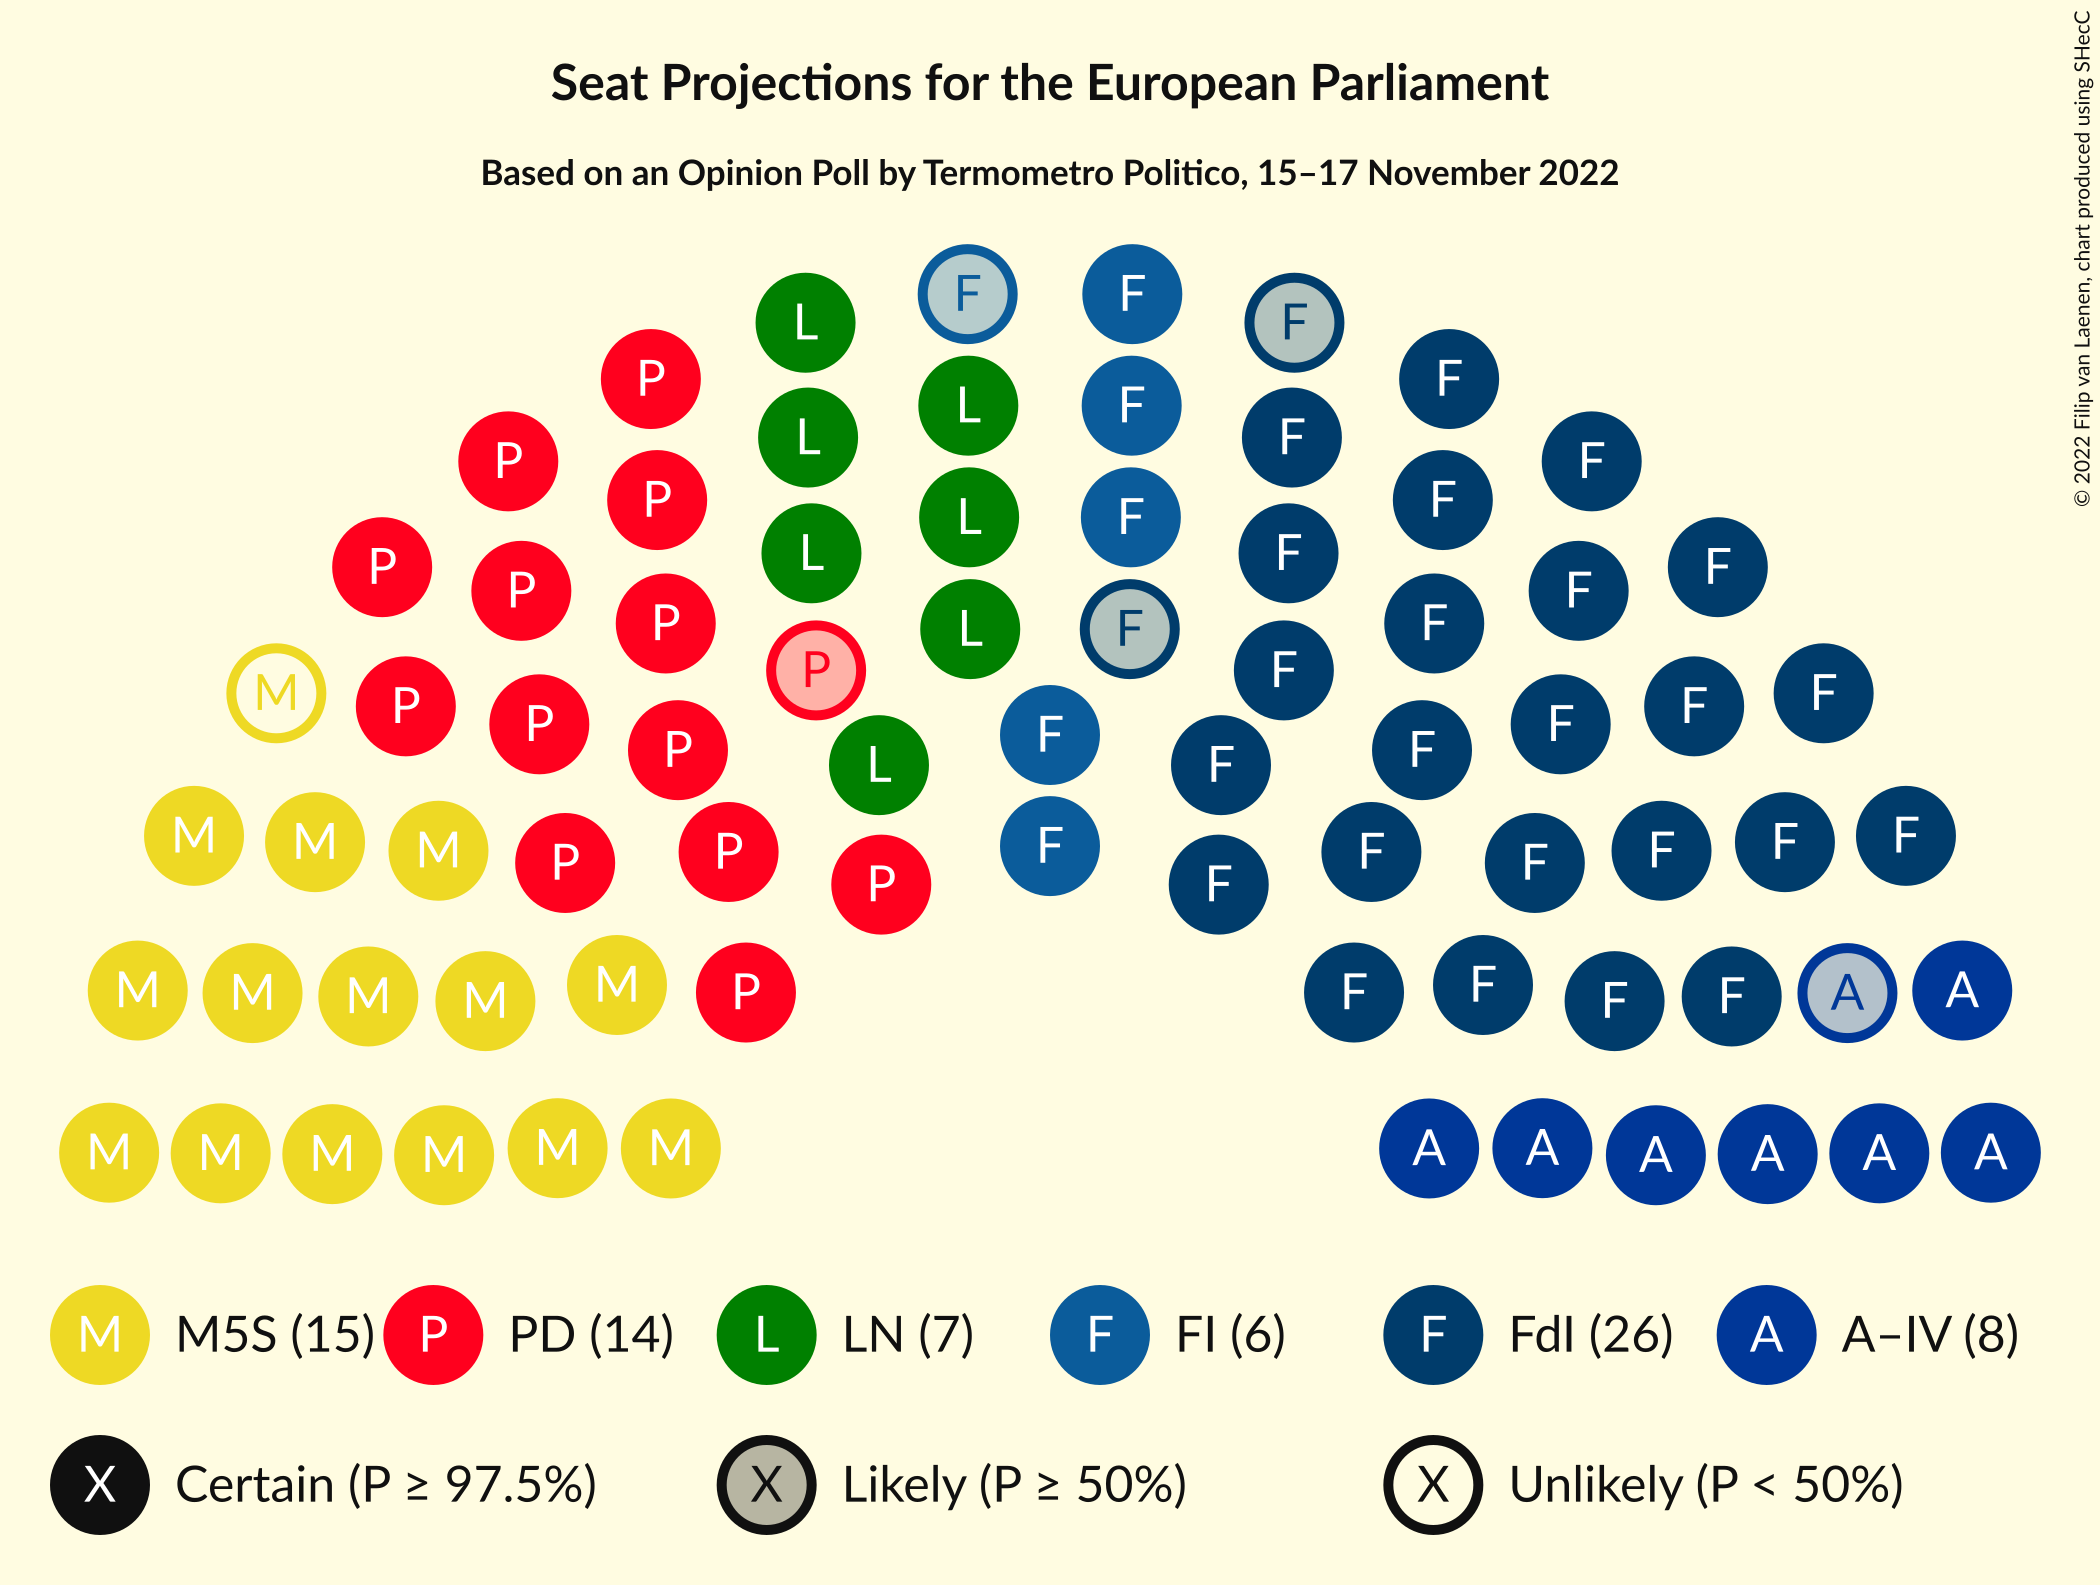 Seat Projections for the European Parliament
Based on an Opinion Poll by Termometro Politico, 15–17 November 2022
© 2022 Filip van Laenen, chart produced using SHecC
F F
L F
P F
L F
L F
P F
P F
L F
P F
L F
P F
P F
P F
L F
P F
M F
P F
P F
F
P F
L F
M F
M F
M F
P F
P F
F
P F
M F
P F
M A
M A
M F
M F
M A
M A
M A
M A
M A
M A
M M5S (15) P PD (14) L LN (7) F FI (6) F FdI (26) A A–IV (8)
X Certain (P ≥ 97.5%) X Likely (P ≥ 50%) X Unlikely (P < 50%)